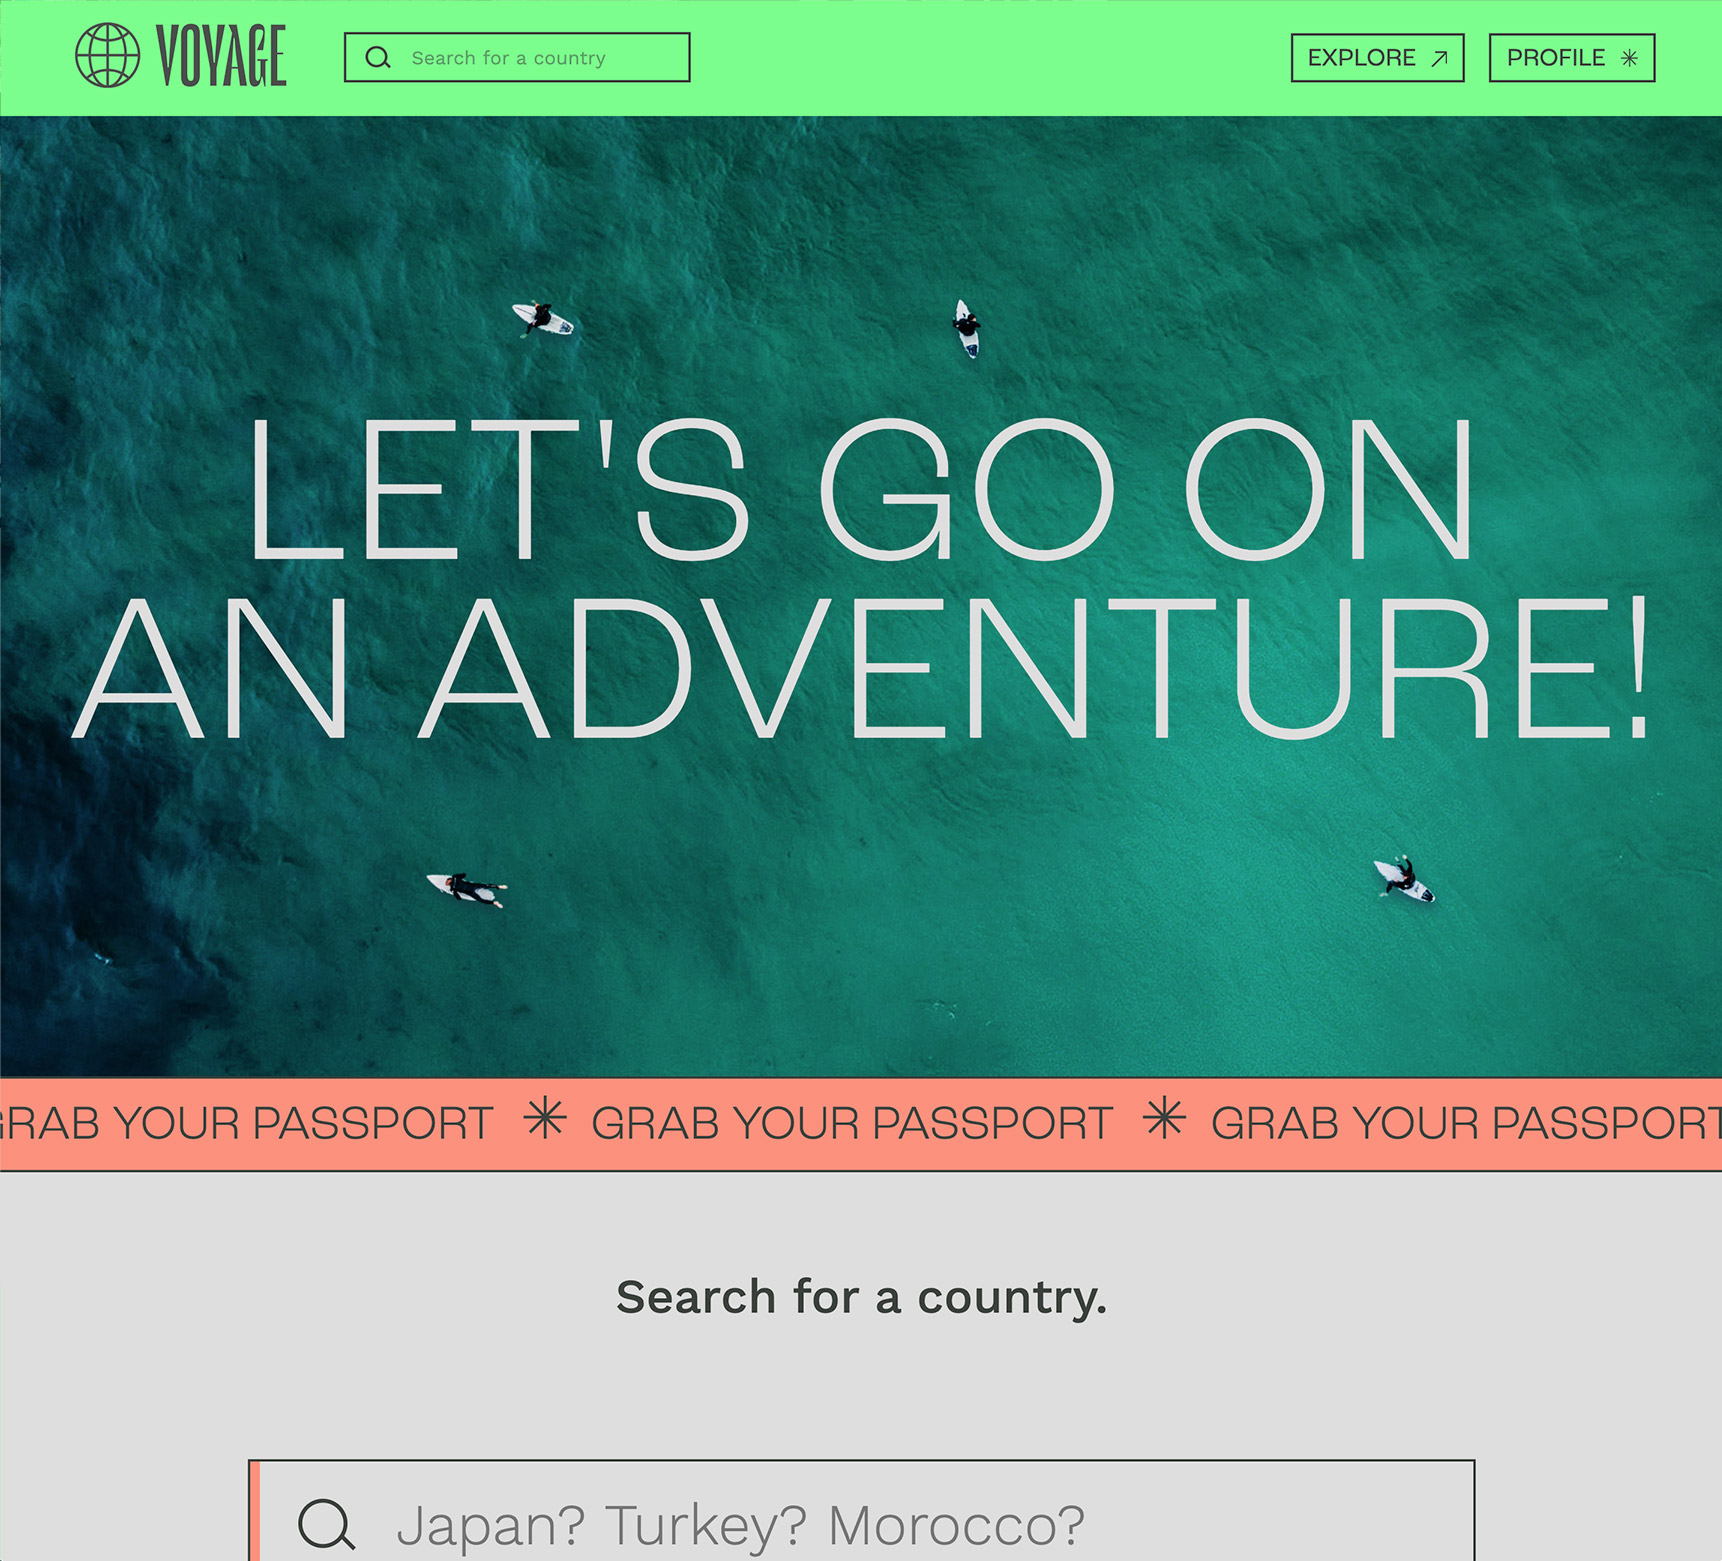 VOYAGE
Search for a country
EXPLORE
PROFILE
LET'S GO ON
AN ADVENTURE!
GRAB YOUR PASSPORT ✳ GRAB YOUR PASSPORT ✳ GRAB YOUR PASSPORT
Search for a country.
Japan? Turkey? Morocco?